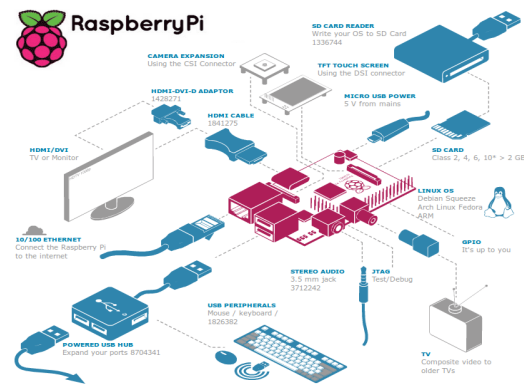 RaspberryPi
SD CARD READER
Write your OS to SD Card
1336744
CAMERA EXPANSION
Using the CSI Connector
TFT TOUCH SCREEN
Using the DSI connector
HDMI-DVI-D ADAPTOR
1428271
MICRO USB POWER
5 V from mains
HDMI CABLE
1841275
HDMI/DVI
TV or Monitor
SD CARD
Class 2, 4, 6, 10* > 2 GE
LINUX OS
Debian Squeeze
Arch Linux Fedora
ARM
10/100 ETHERNET
Connect the Raspberry Pi
to the internet
GPIO
It's up to you
STEREO AUDIO
3.5 mm jack
3712242
JTAG
Test/Debug
USB PERIPHERALS
Mouse / keyboard /
1826382
POWERED USB HUB
Expand your ports 8704341
TV
Composite video to
older TVs